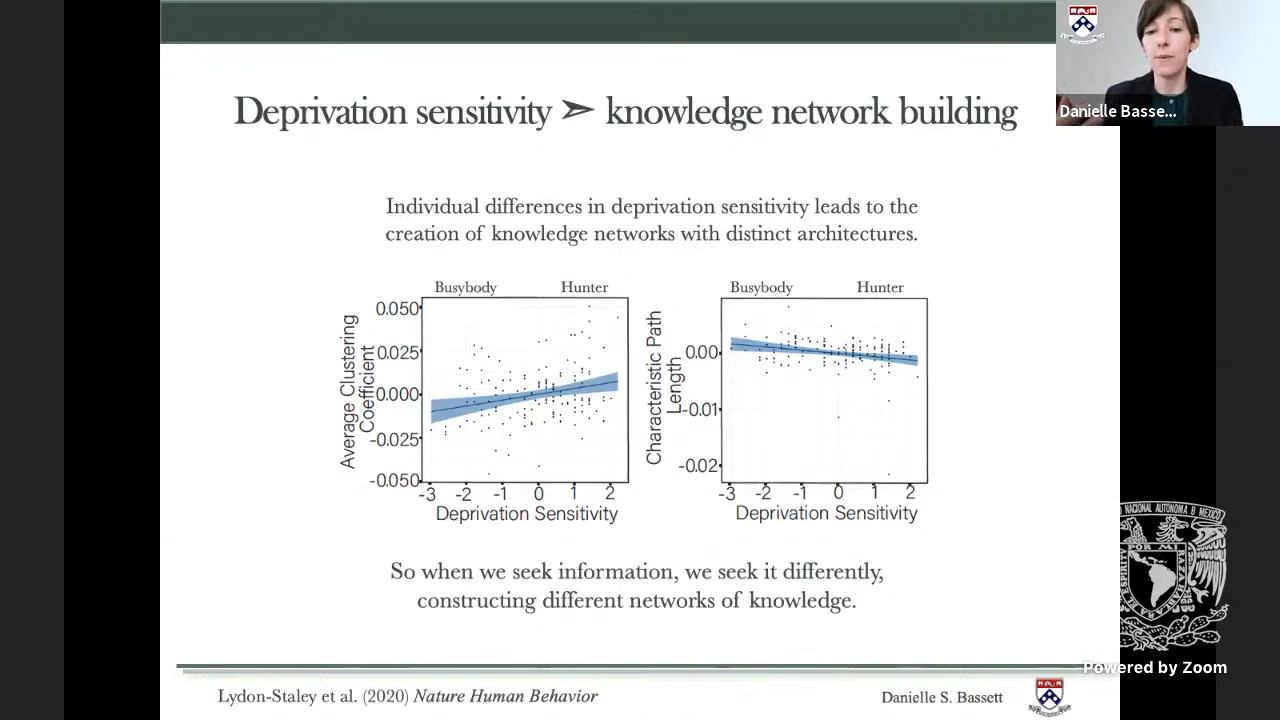 Deprivation sensitivity ➤ knowledge network building
Danielle Basse...
Individual differences in deprivation sensitivity leads to the
creation of knowledge networks with distinct architectures.
Busybody Hunter
Average Clustering
Coefficient
0.050
0.025
0.000
-0.025
-0.050
-3 -2 -1 0 1 2
Deprivation Sensitivity
Busybody Hunter
Characteristic Path
Length
0.00
-0.01
-0.02
-3 -2 -1 0 1 2
Deprivation Sensitivity
So when we seek information, we seek it differently,
constructing different networks of knowledge.
Powered by Zoom
Lydon-Staley et al. (2020) Nature Human Behavior
Danielle S. Bassett